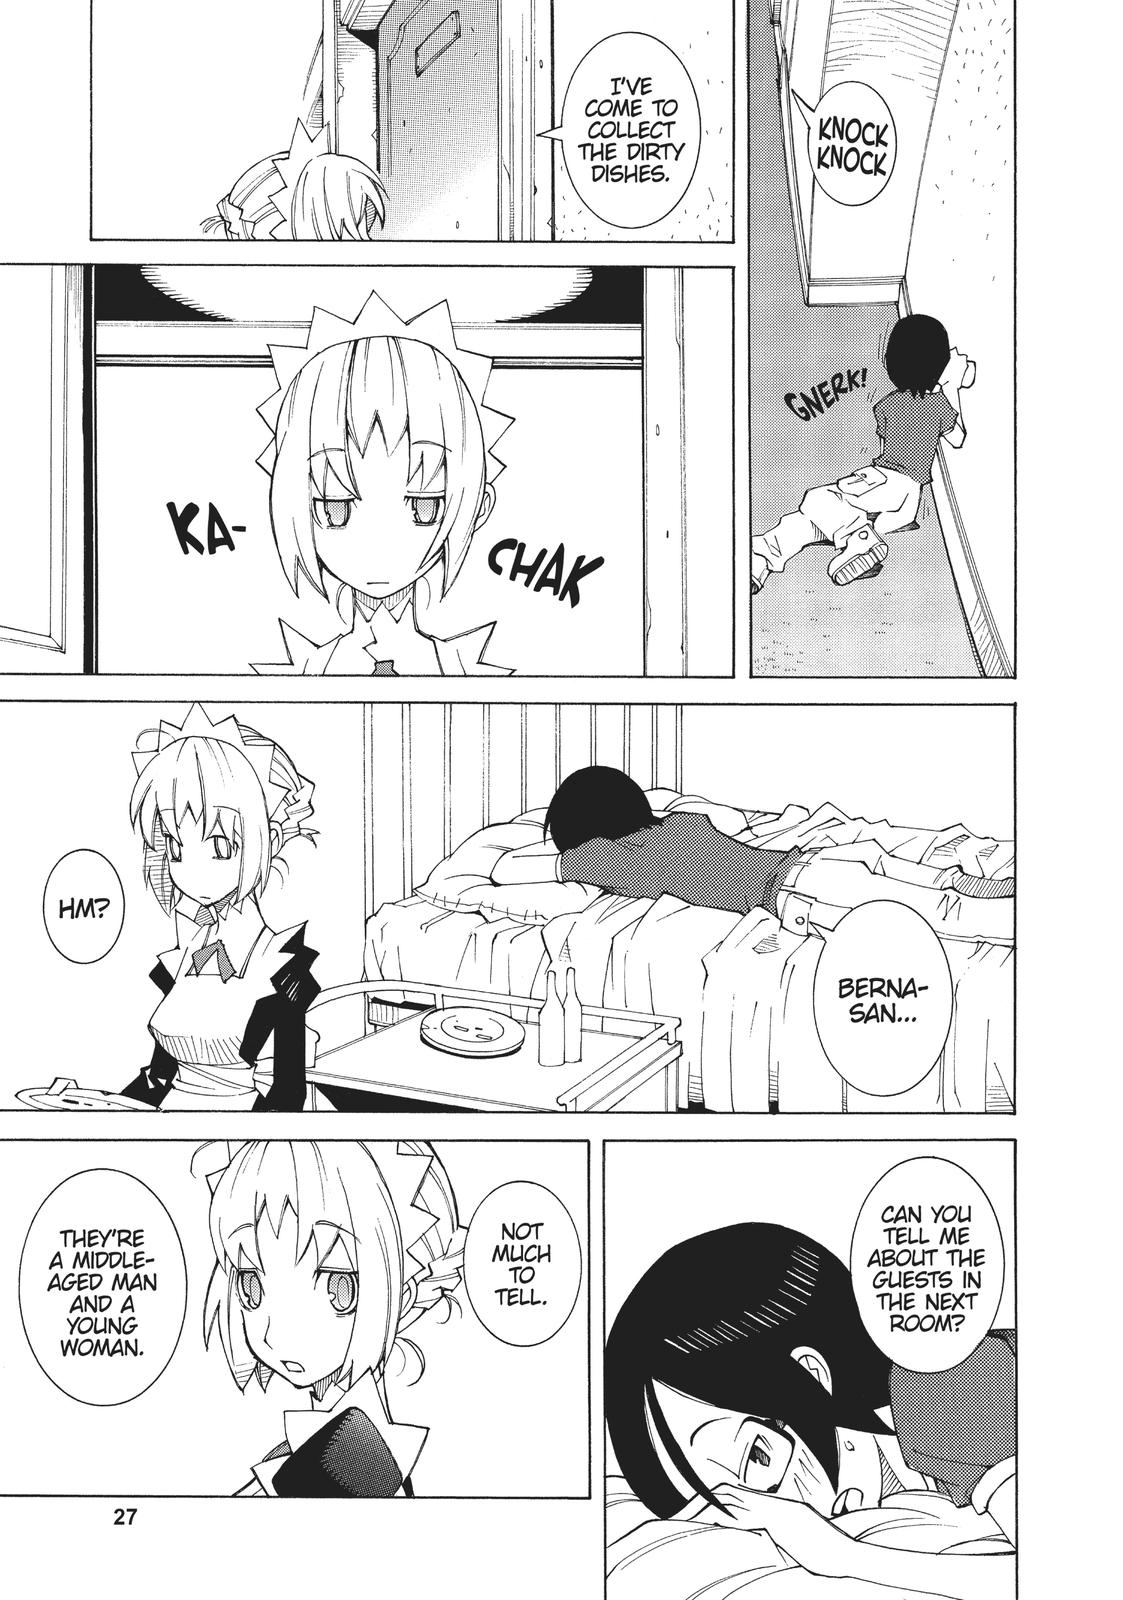 KNOCK
KNOCK
GNERK!
I'VE
COME TO
COLLECT
THE DIRTY
DISHES.
KA-
CHAK
BERNA-
SAN...
HM?
CAN YOU
TELL ME
ABOUT THE
GUESTS IN
THE NEXT
ROOM?
NOT
MUCH
TO
TELL.
THEY'RE
A MIDDLE-
AGED MAN
AND A
YOUNG
WOMAN.
27